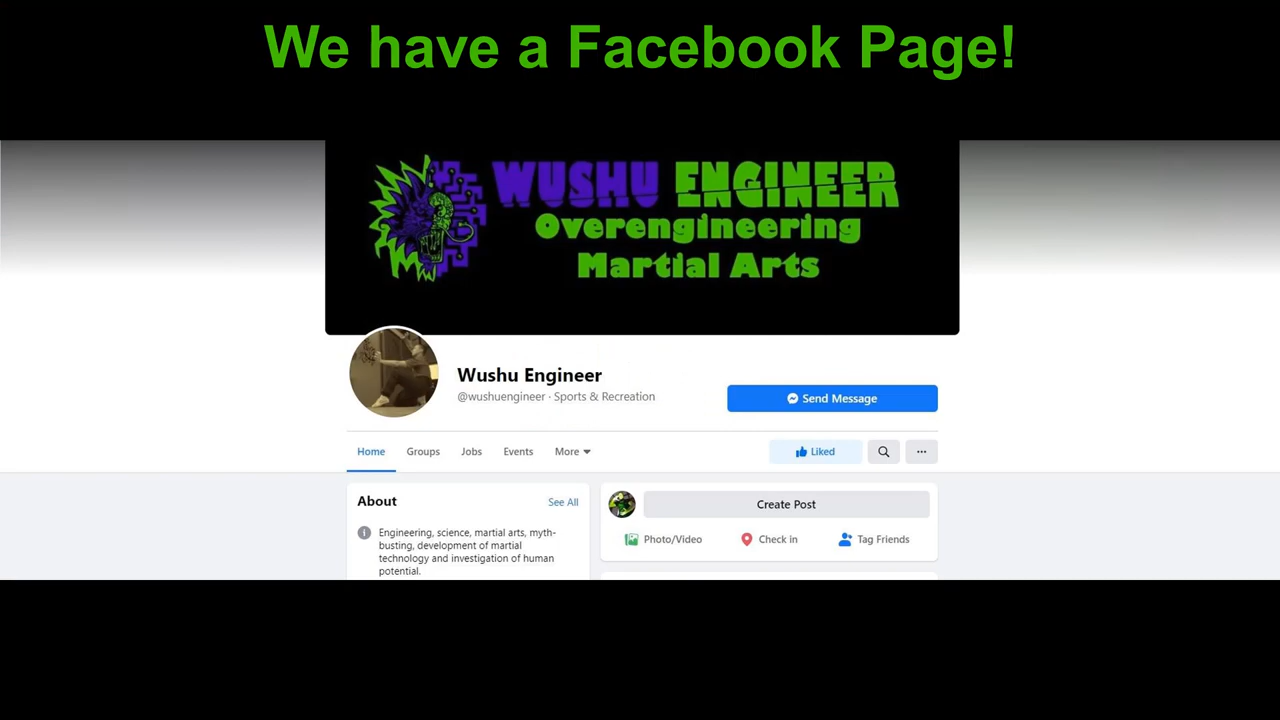 We have a Facebook Page!
WUSHU ENGINEER
Overengineering
Martial Arts
Wushu Engineer
@wushuengineer · Sports & Recreation
Send Message
Home Groups Jobs Events More
Liked
About See All
Engineering, science, martial arts, myth-
busting, development of martial
technology and investigation of human
potential.
Create Post
Photo/Video Check in Tag Friends